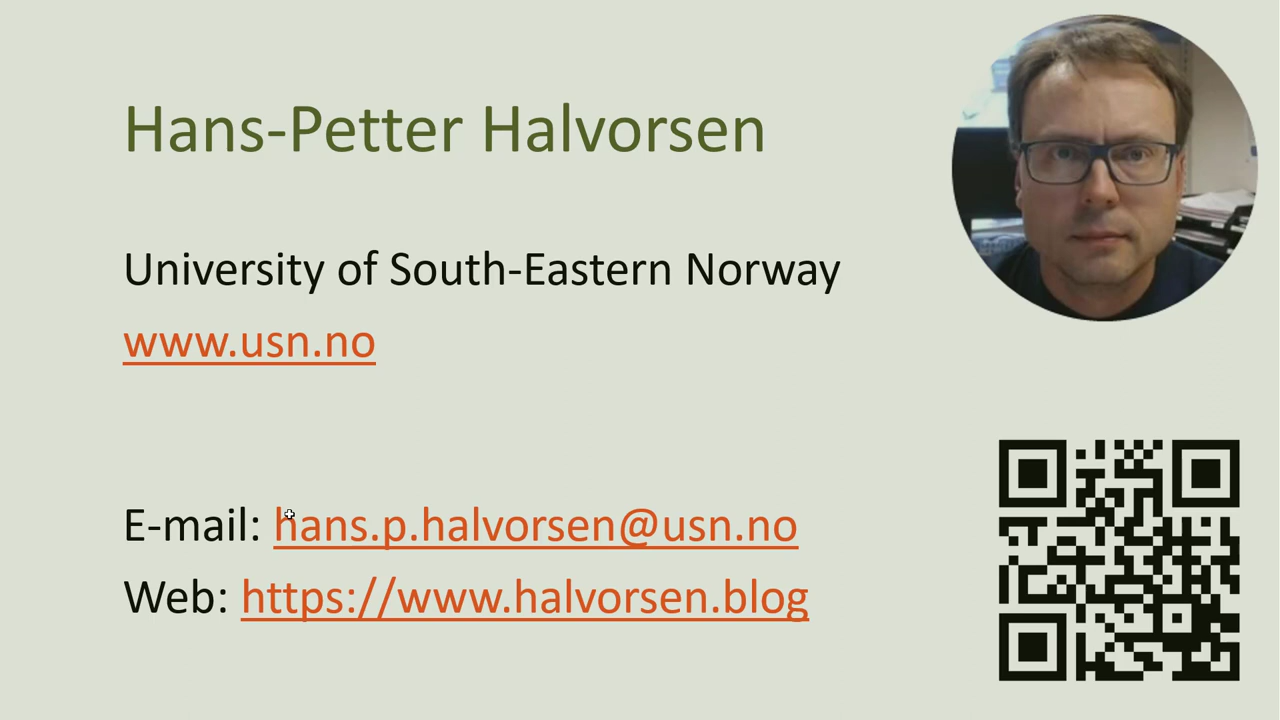 Hans-Petter Halvorsen
University of South-Eastern Norway
www.usn.no
E-mail: hans.p.halvorsen@usn.no
Web: https://www.halvorsen.blog